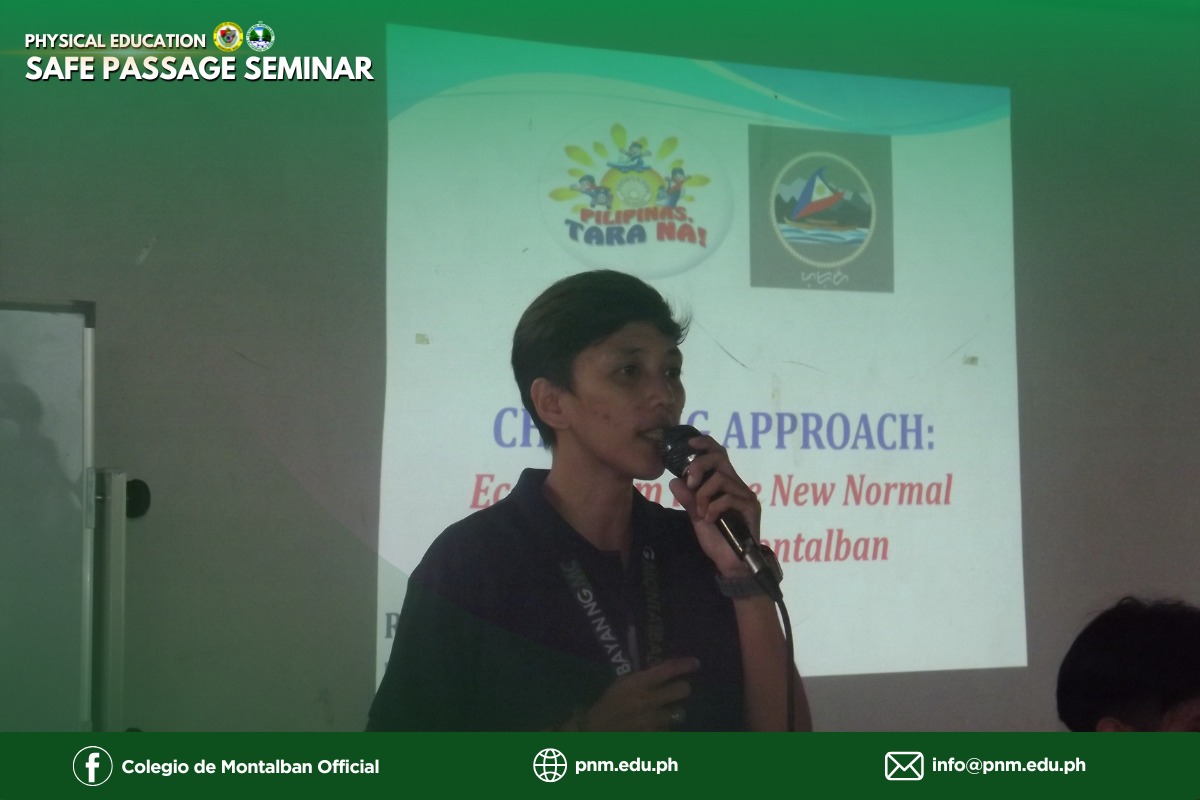 PHYSICAL EDUCATION
SAFE PASSAGE SEMINAR
PILIPINAS,
TARA NA!
APPROACH:
New Normal
BAYAN NG
Colegio de Montalban Official
pnm.edu.ph
info@pnm.edu.ph